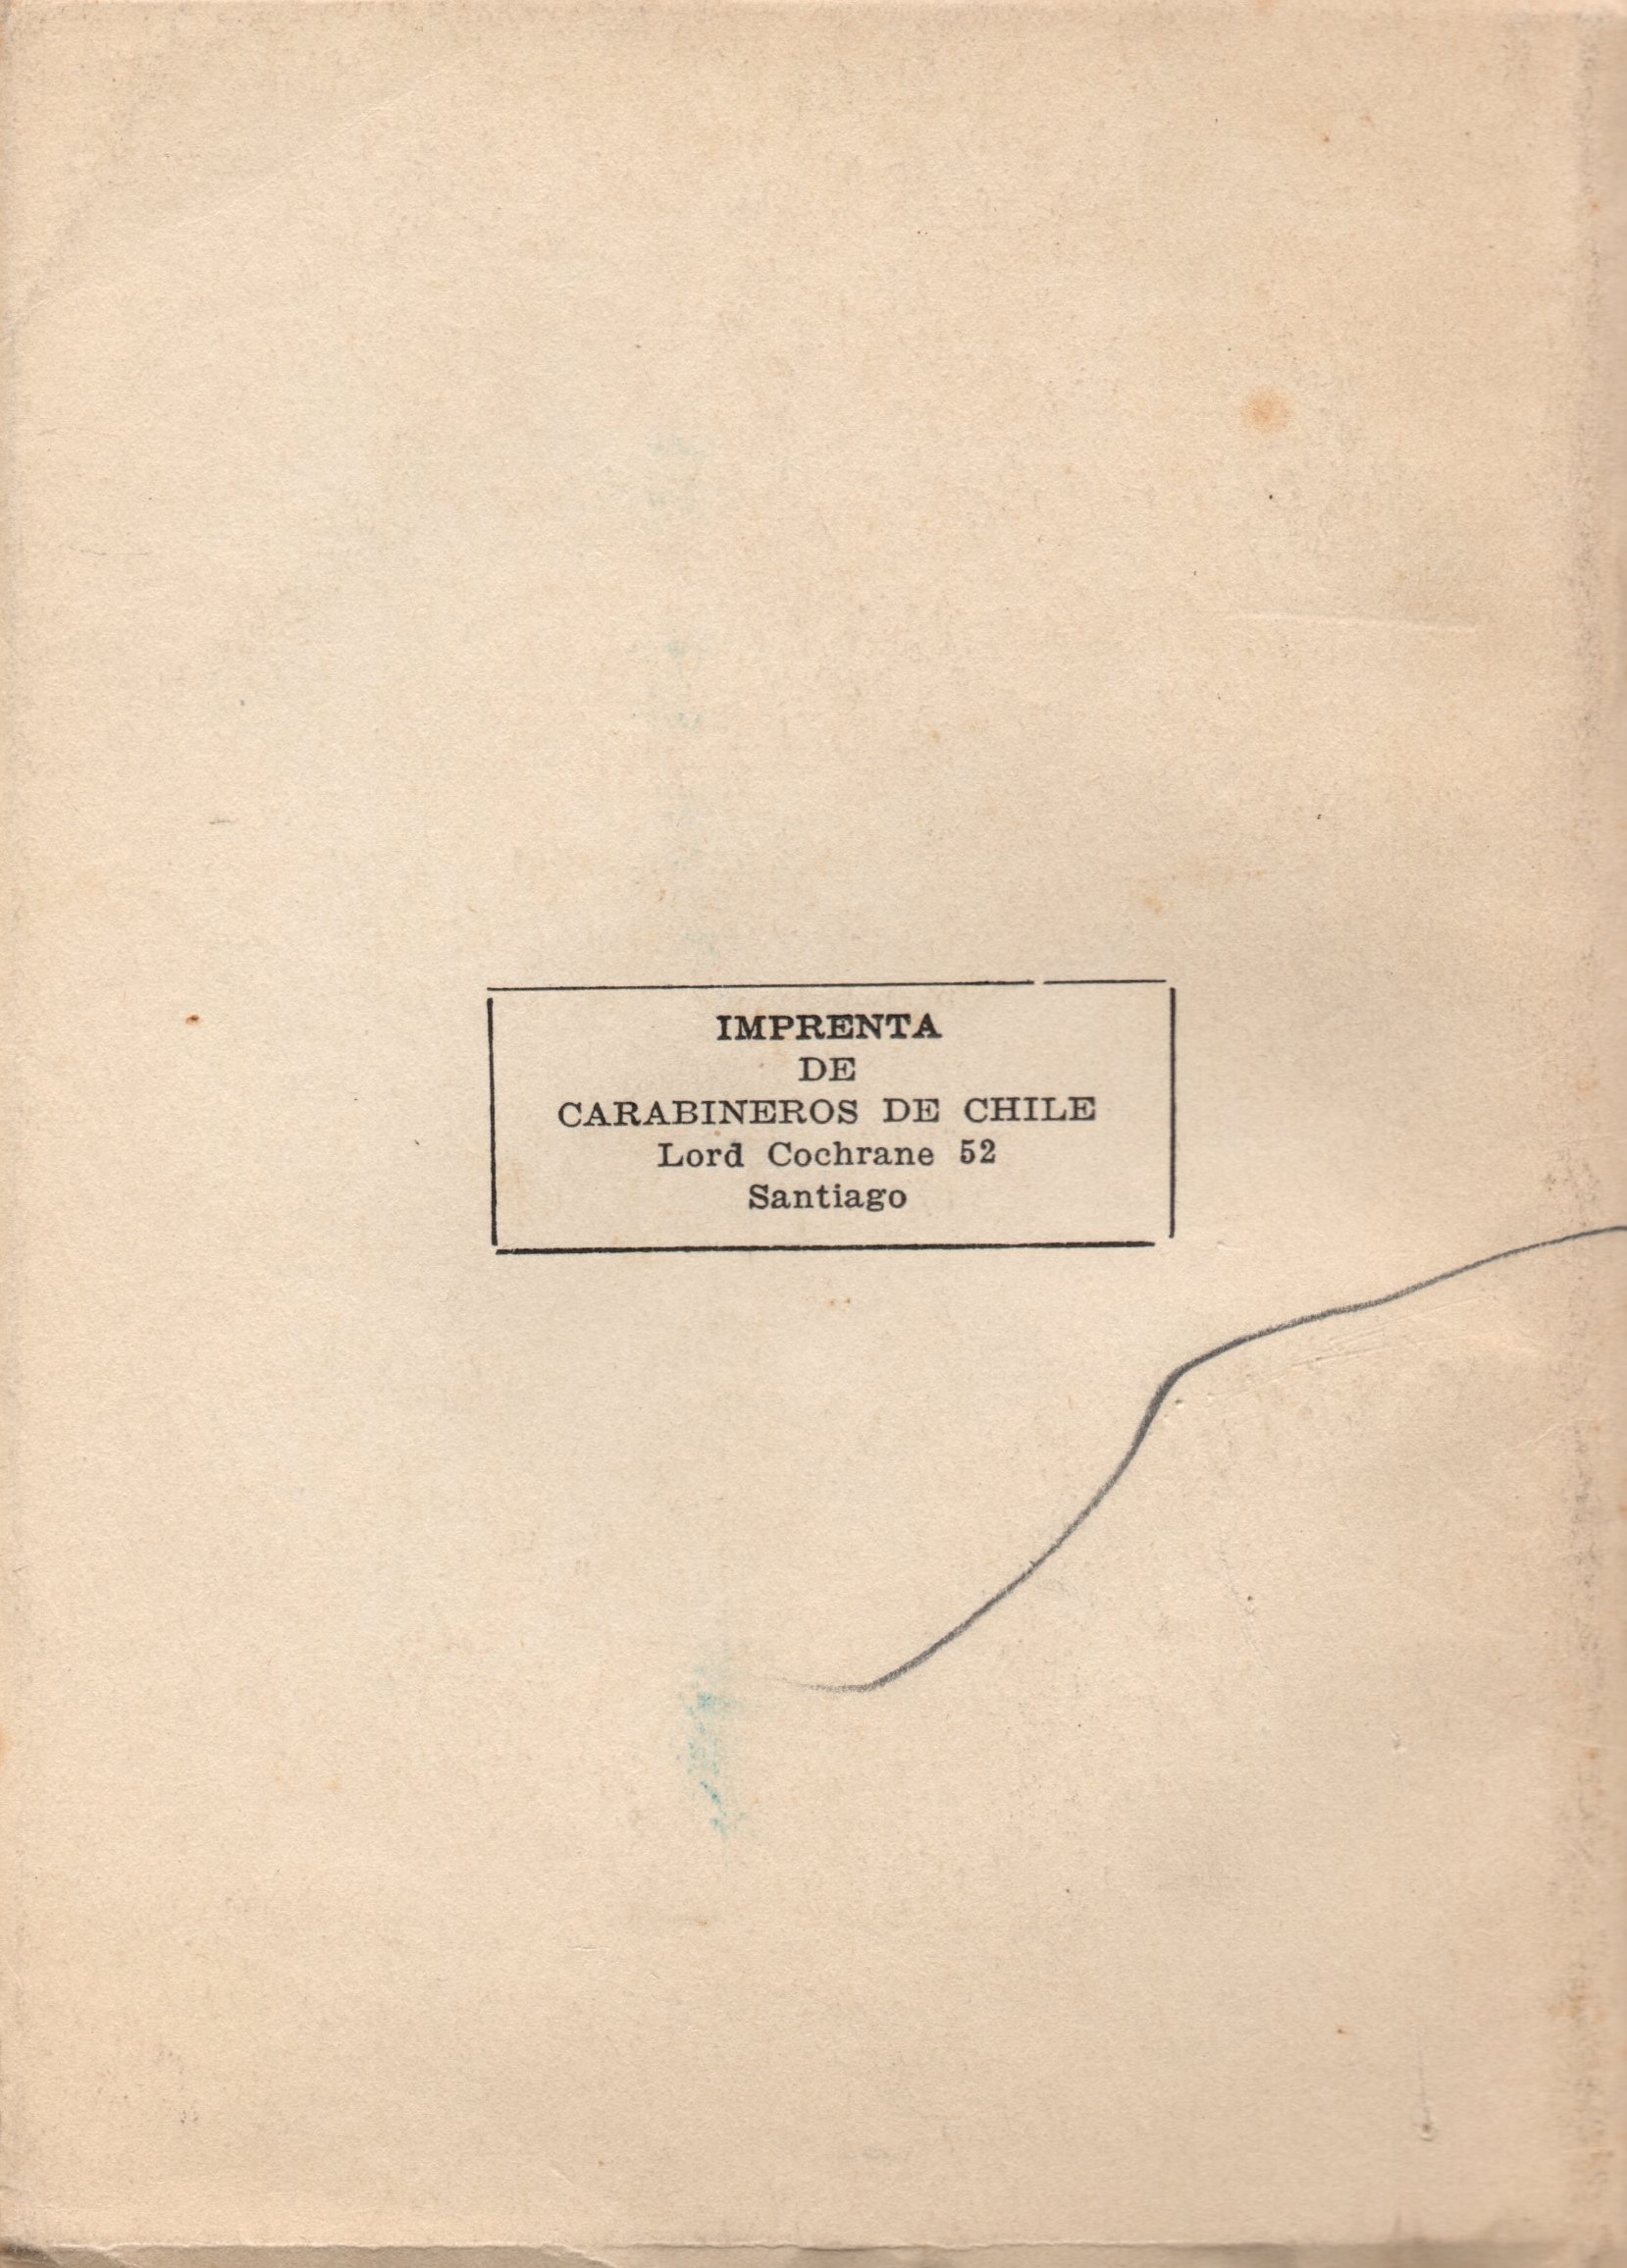 IMPRENTA
DE
CARABINEROS DE CHILE
Lord Cochrane 52
Santiago